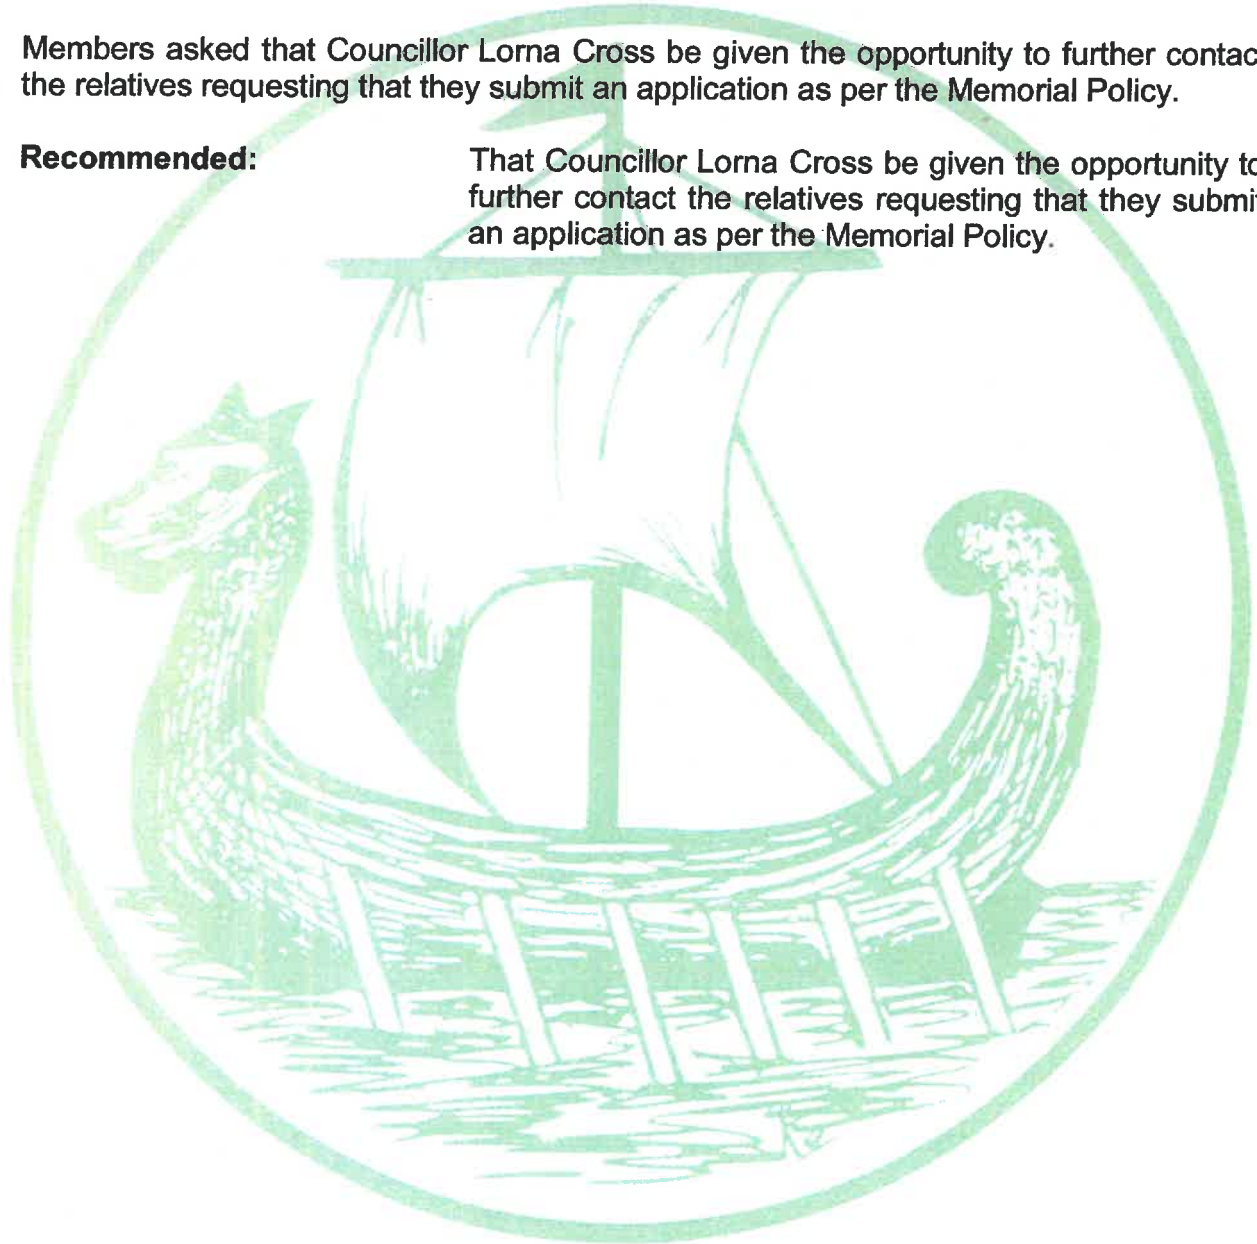 Members asked that Councillor Lorna Cross be given the opportunity to further contac
the relatives requesting that they submit an application as per the Memorial Policy.
Recommended: That Councillor Lorna Cross be given the opportunity to
further contact the relatives requesting that they submit
an application as per the Memorial Policy.